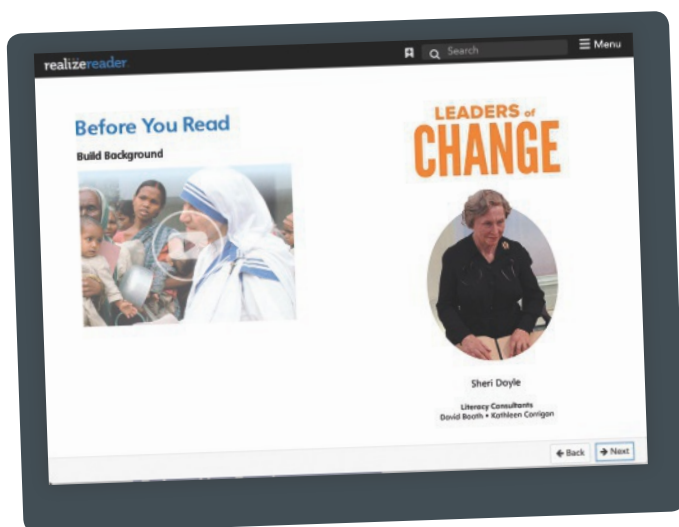 realizereader.
Search
Menu
Before You Read
Build Background
LEADERS of
CHANGE
Sheri Doyle
Literacy Consultants
David Booth • Kathleen Corrigan
Back
Next